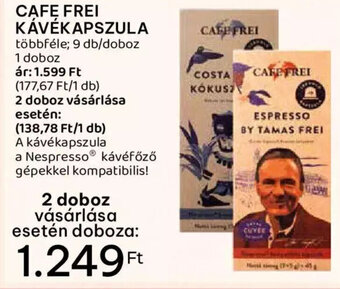 CAFE FREI
KÁVÉKAPSZULA
többféle; 9 db/doboz
1 doboz
ár: 1.599 Ft
(177,67 Ft/1 db)
2 doboz vásárlása
esetén:
(138,78 Ft/1 db)
A kávékapszula
a Nespresso® kávéfőző
gépekkel kompatibilis!
2 doboz
vásárlása
esetén doboza:
1.249 Ft
CAFE FREI
COSTA
KÓKUSZ
CAFE FREI
ESPRESSO
BY TAMAS FREI
CUVÉE